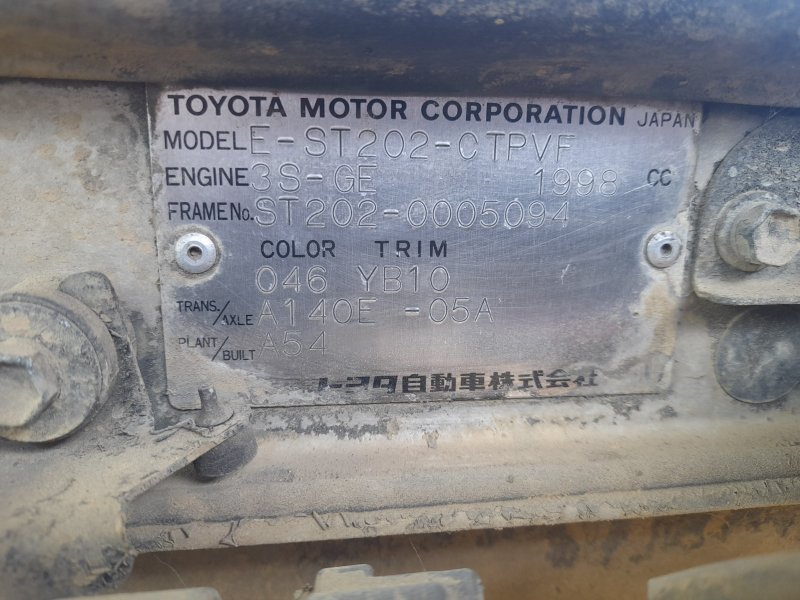 TOYOTA MOTOR CORPORATION JAPAN
MODEL E-ST202-CTPVF
ENGINE 3S-GE 1998 CC
FRAME No. ST202-0005094
COLOR TRIM
046 YB10
TRANS./AXLE A140E -05A
PLANT/BUILT A54
トヨタ自動車株式会社